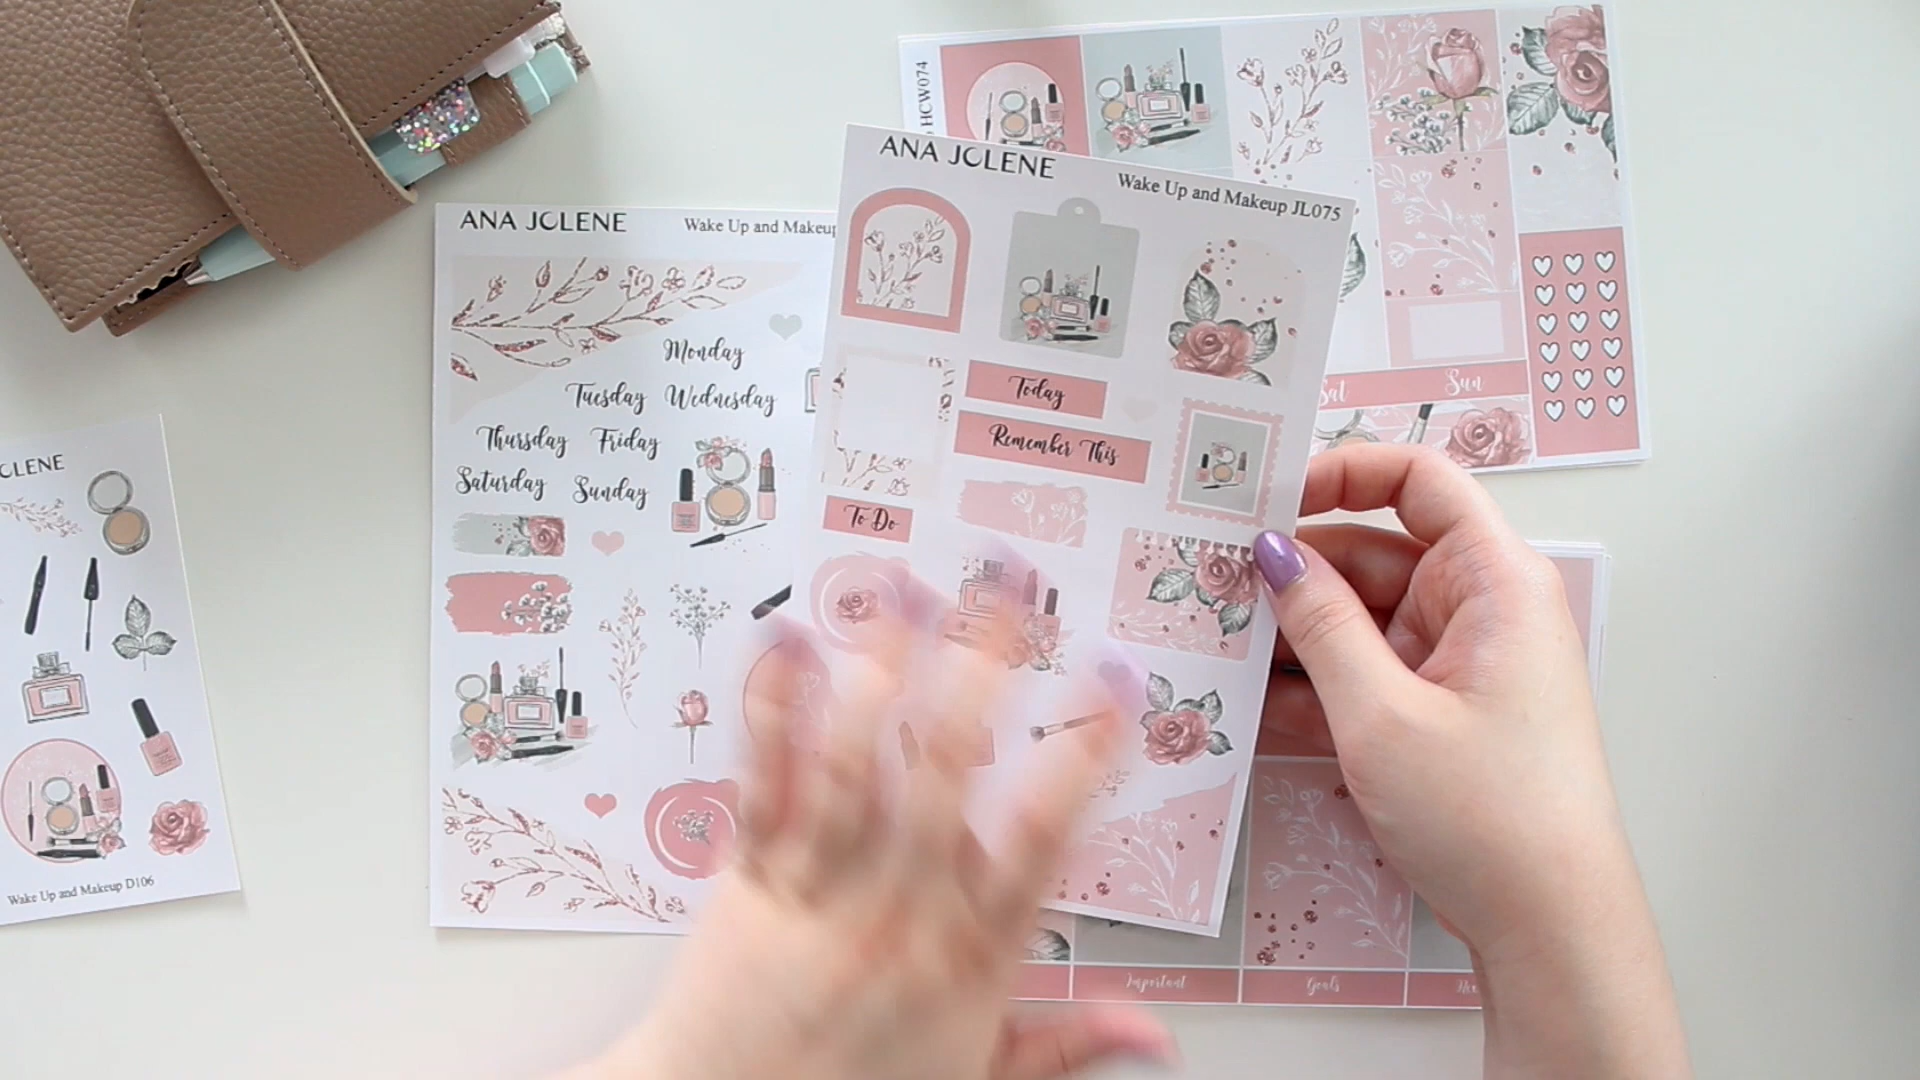 HCW074
Sat Sun
ANA JOLENE
Wake Up and Makeup JL075
Today
Remember This
To Do
ANA JOLENE
Wake Up and Makeup
Monday
Tuesday Wednesday
Thursday Friday
Saturday Sunday
Wake Up and Makeup D106
Important
Goals